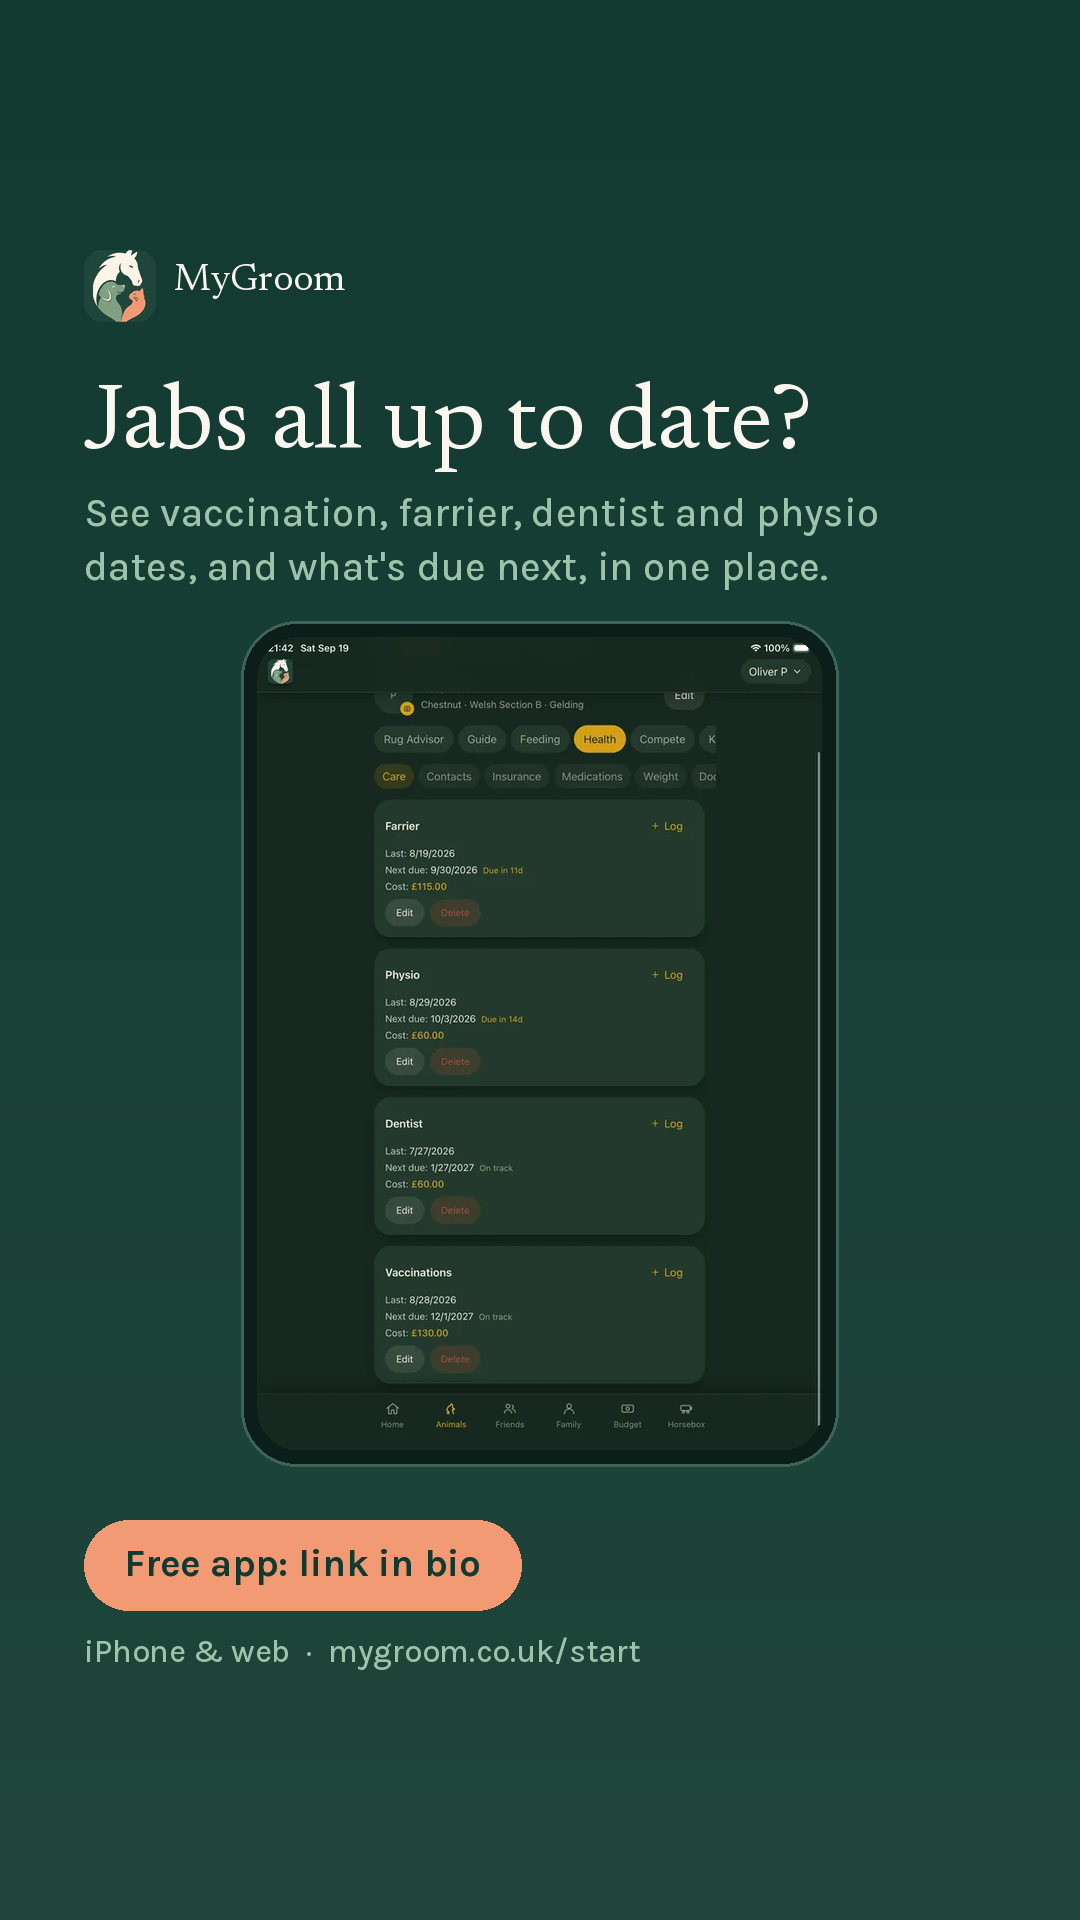 MyGroom
Jabs all up to date?
See vaccination, farrier, dentist and physio
dates, and what's due next, in one place.
21:42 Sat Sep 19
100%
Oliver P
P
Edit
Chestnut · Welsh Section B · Gelding
Rug Advisor Guide Feeding Health Compete K
Care Contacts Insurance Medications Weight Doc
Farrier + Log
Last: 8/19/2026
Next due: 9/30/2026 Due in 11d
Cost: £115.00
Edit Delete
Physio + Log
Last: 8/29/2026
Next due: 10/3/2026 Due in 14d
Cost: £60.00
Edit Delete
Dentist + Log
Last: 7/27/2026
Next due: 1/27/2027 On track
Cost: £60.00
Edit Delete
Vaccinations + Log
Last: 8/28/2026
Next due: 12/1/2027 On track
Cost: £130.00
Edit Delete
Home Animals Friends Family Budget Horsebox
Free app: link in bio
iPhone & web · mygroom.co.uk/start